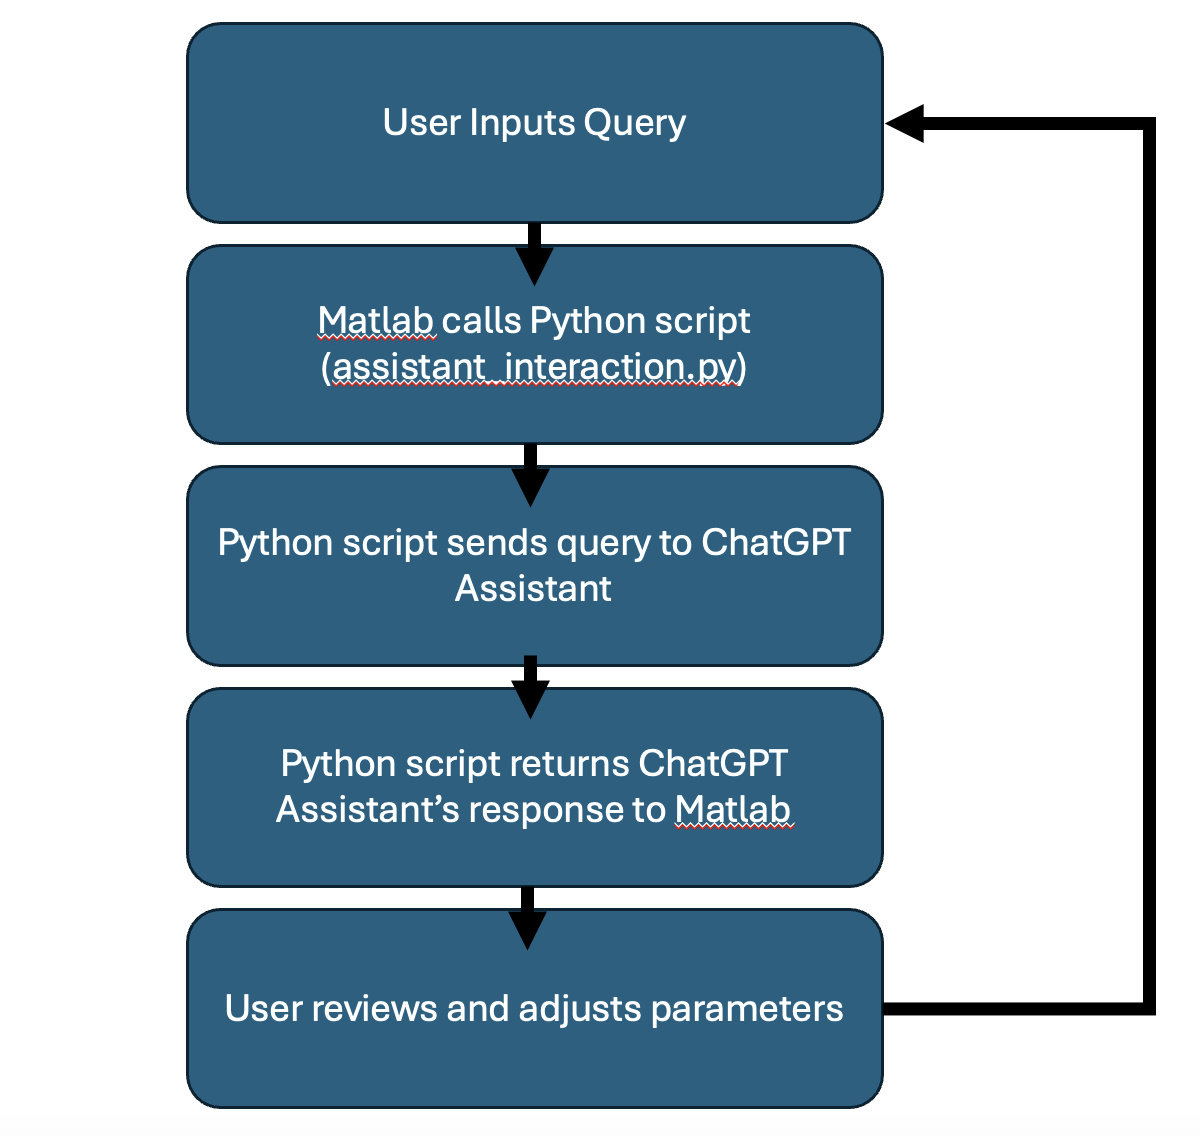 User Inputs Query
Matlab calls Python script
(assistant_interaction.py)
Python script sends query to ChatGPT
Assistant
Python script returns ChatGPT
Assistant’s response to Matlab
User reviews and adjusts parameters